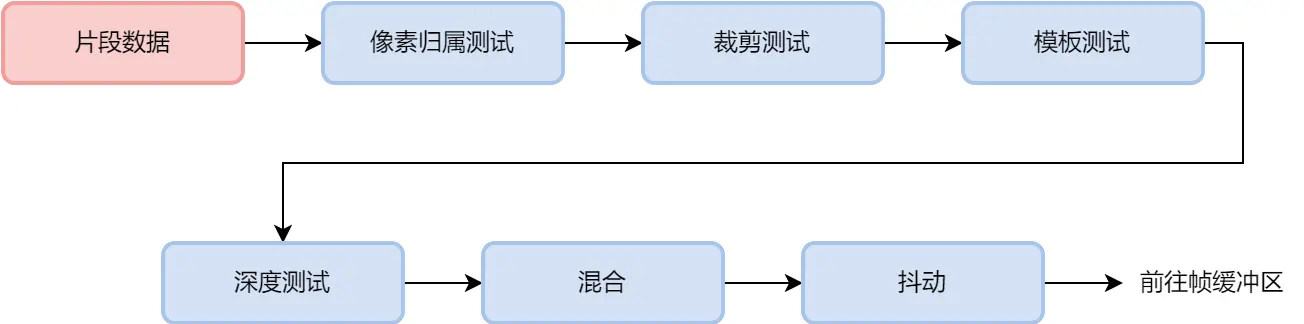 片段数据
像素归属测试
裁剪测试
模板测试
深度测试
混合
抖动
前往帧缓冲区